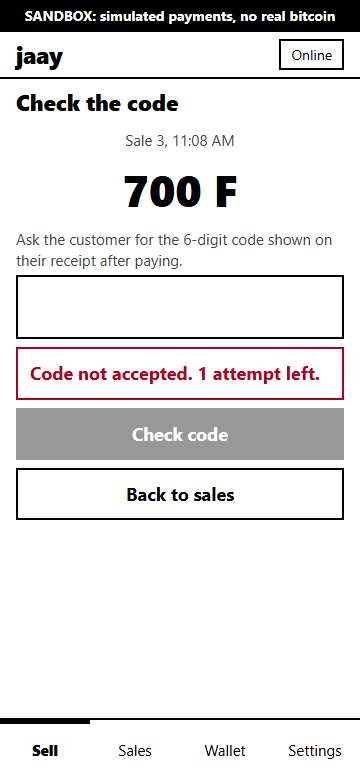 SANDBOX: simulated payments, no real bitcoin
jaay
Online
Check the code
Sale 3, 11:08 AM
700 F
Ask the customer for the 6-digit code shown on
their receipt after paying.
Code not accepted. 1 attempt left.
Check code
Back to sales
Sell
Sales
Wallet
Settings